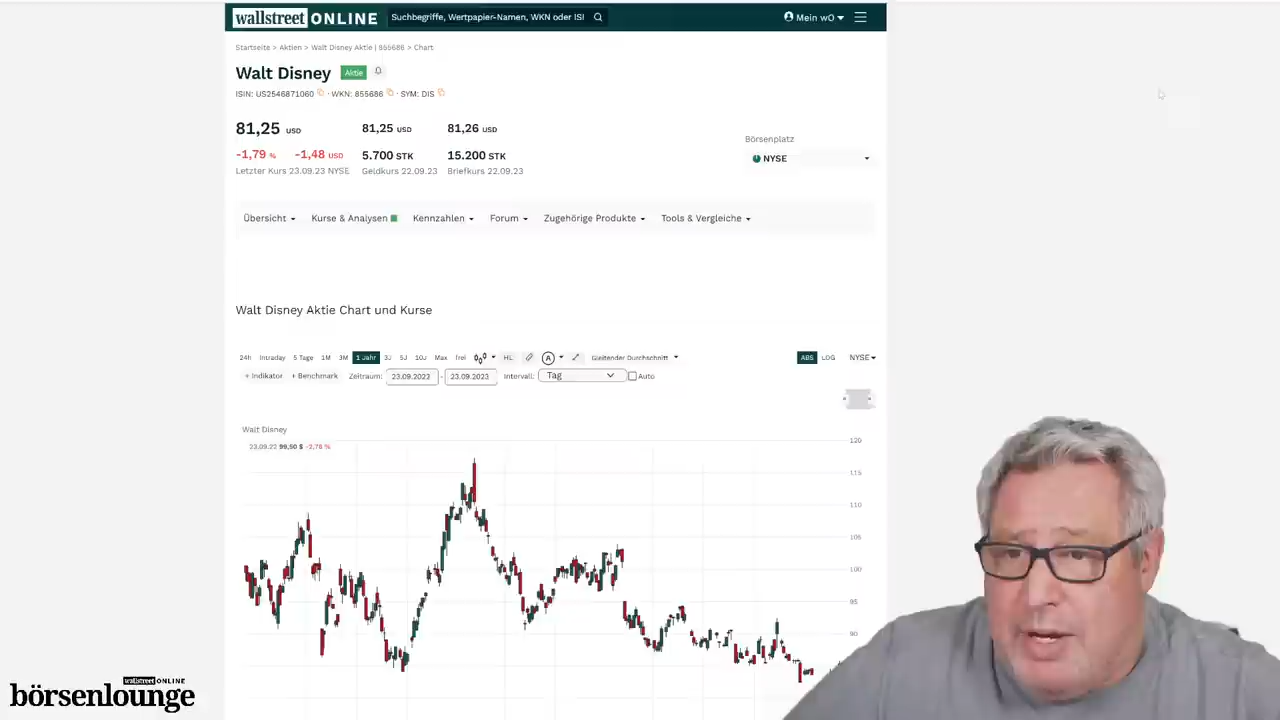 wallstreet ONLINE
Suchbegriffe, Wertpapier-Namen, WKN oder ISI
Mein wO
Startseite > Aktien > Walt Disney Aktie | 855686 > Chart
Walt Disney Aktie
ISIN: US2546871060 · WKN: 855686 · SYM: DIS
81,25 USD 81,25 USD 81,26 USD
Börsenplatz
-1,79 % -1,48 USD 5.700 STK 15.200 STK
NYSE
Letzter Kurs 23.09.23 NYSE Geldkurs 22.09.23 Briefkurs 22.09.23
Übersicht Kurse & Analysen Kennzahlen Forum Zugehörige Produkte Tools & Vergleiche
Walt Disney Aktie Chart und Kurse
24h Intraday 5 Tage 1M 3M 1 Jahr 3J 5J 10J Max frei HL A Gleitender Durchschnitt ABS LOG NYSE
+ Indikator + Benchmark Zeitraum: 23.09.2022 - 23.09.2023 Intervall: Tag Auto
Walt Disney
23.09.22 99,50 $ -2,76 %
120
115
110
105
100
95
90
wallstreet ONLINE
börsenlounge